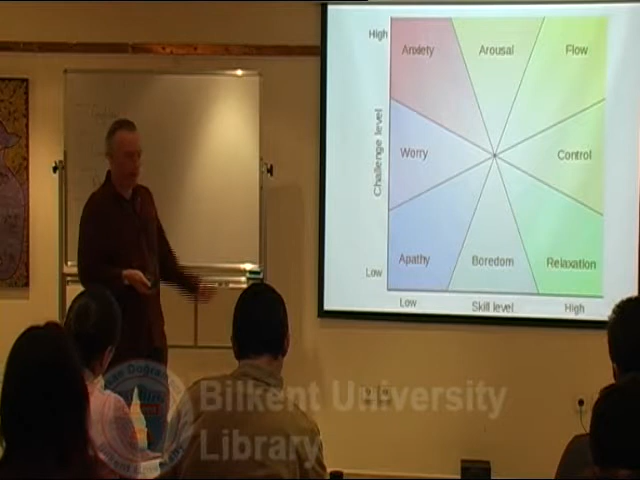 High
Anxiety
Arousal
Flow
Challenge level
Worry
Control
Apathy
Boredom
Relaxation
Low
Low
Skill level
High
Bilkent University
Library